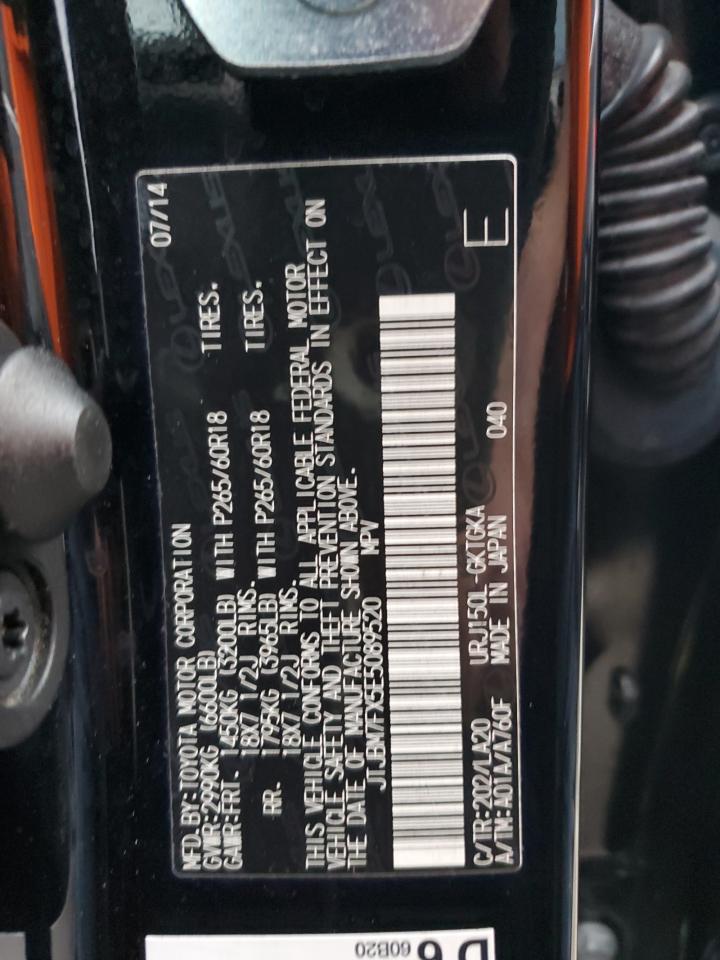 MFD.BY:TOYOTA MOTOR CORPORATION 07/14
GVWR:2990KG (6600LB)
GAWR:FRT- 1450KG (3200LB) WITH P265/60R18 TIRES.
18X7 1/2J RIMS.
RR. 1795KG (3965LB) WITH P265/60R18 TIRES.
18X7 1/2J RIMS.
THIS VEHICLE CONFORMS TO ALL APPLICABLE FEDERAL MOTOR
VEHICLE SAFETY AND THEFT PREVENTION STANDARDS IN EFFECT ON
THE DATE OF MANUFACTURE SHOWN ABOVE.
JTJBM7FX5E5089520 MPV
C/TR:202/LA20 URJ150L-GKTGKA
A/TM:A01A/A760F MADE IN JAPAN 040 E
D 6
60B20